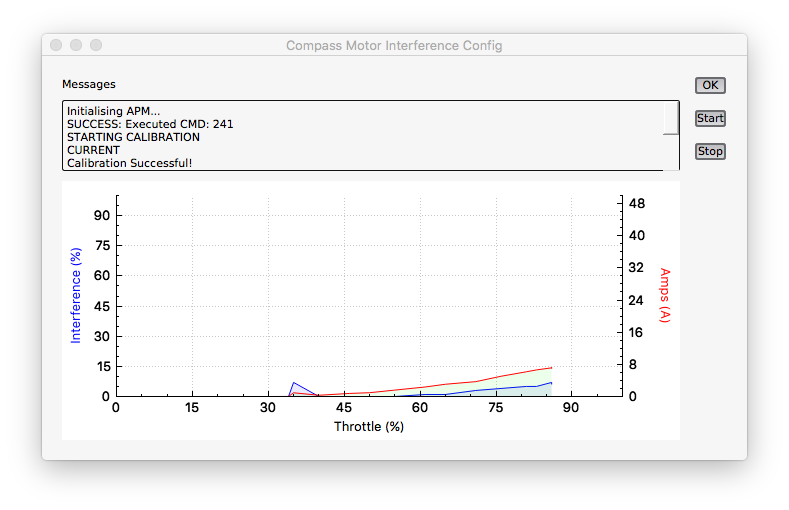 Compass Motor Interference Config
Messages
OK
Initialising APM...
SUCCESS: Executed CMD: 241
STARTING CALIBRATION
CURRENT
Calibration Successful!
Start
Stop
90
75
60
45
30
15
0
Interference (%)
48
40
32
24
16
8
0
Amps (A)
0 15 30 45 60 75 90
Throttle (%)